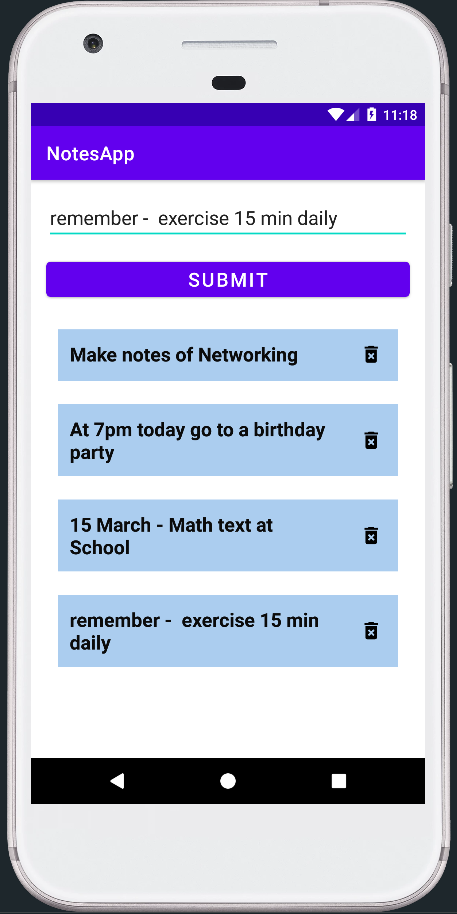 11:18
NotesApp
remember -  exercise 15 min daily
SUBMIT
Make notes of Networking
At 7pm today go to a birthday
party
15 March - Math text at
School
remember -  exercise 15 min
daily